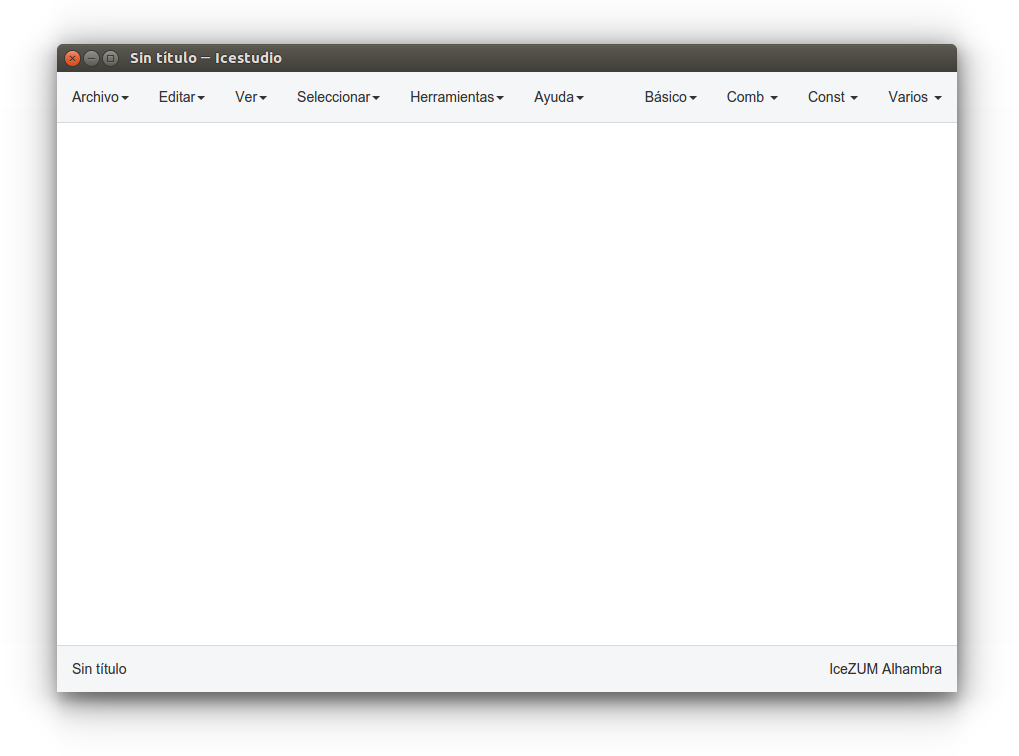 Sin título — Icestudio
Archivo Editar Ver Seleccionar Herramientas Ayuda Básico Comb Const Varios
Sin título IceZUM Alhambra